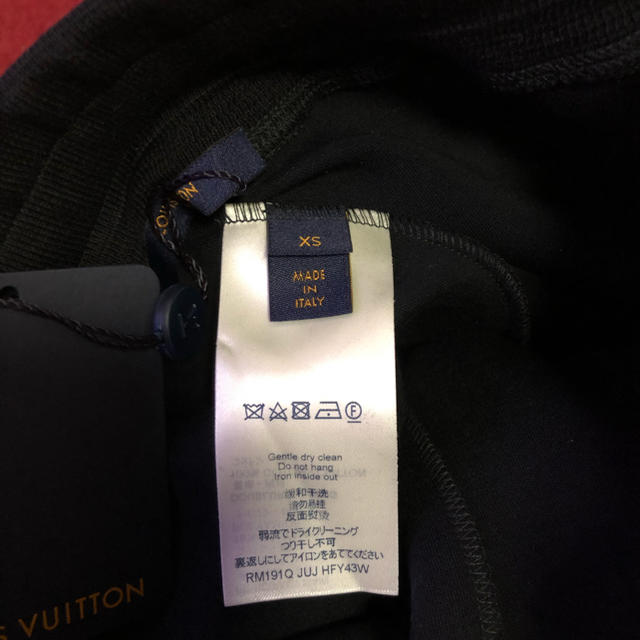 XS
MADE
IN
ITALY
Gentle dry clean
Do not hang
Iron inside out
缓和干洗
请勿悬挂
反面熨烫
弱流でドライクリーニング
つり干し不可
裏返しにしてアイロンをあててください
RM191Q JUJ HFY43W
VUITTON